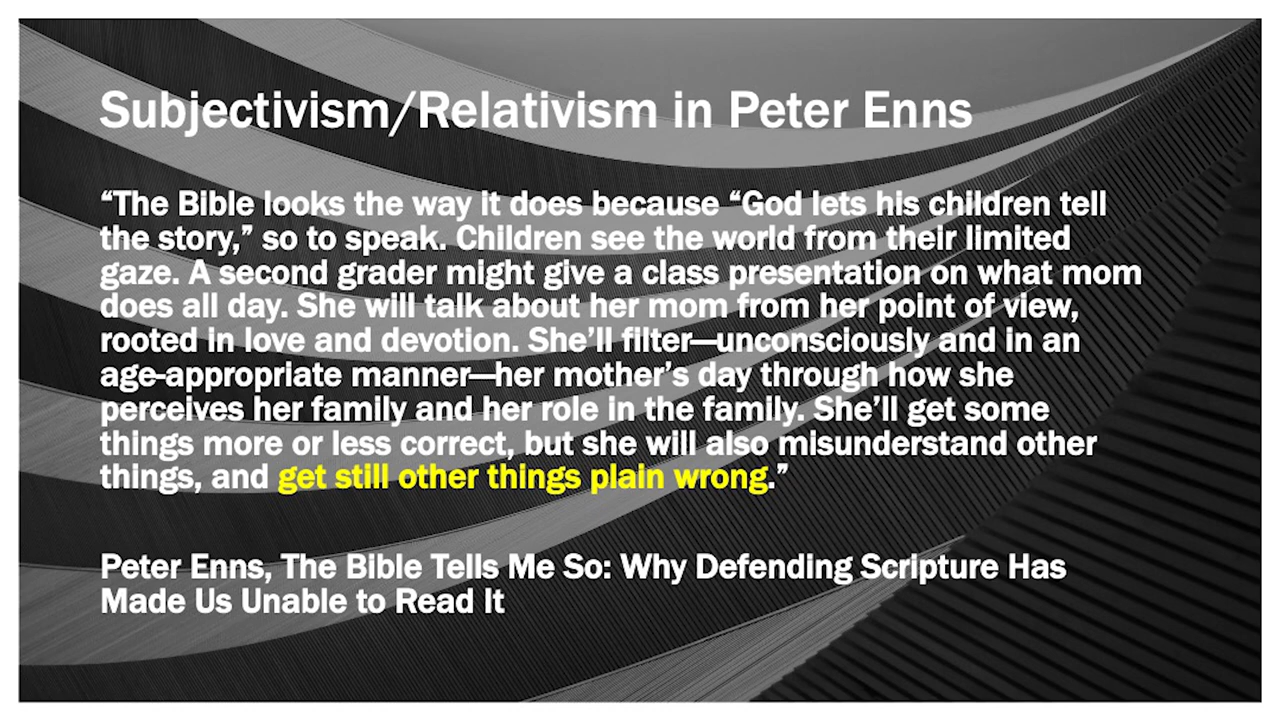 Subjectivism/Relativism in Peter Enns
“The Bible looks the way it does because “God lets his children tell
the story,” so to speak. Children see the world from their limited
gaze. A second grader might give a class presentation on what mom
does all day. She will talk about her mom from her point of view,
rooted in love and devotion. She’ll filter—unconsciously and in an
age-appropriate manner—her mother’s day through how she
perceives her family and her role in the family. She’ll get some
things more or less correct, but she will also misunderstand other
things, and get still other things plain wrong.”
Peter Enns, The Bible Tells Me So: Why Defending Scripture Has
Made Us Unable to Read It